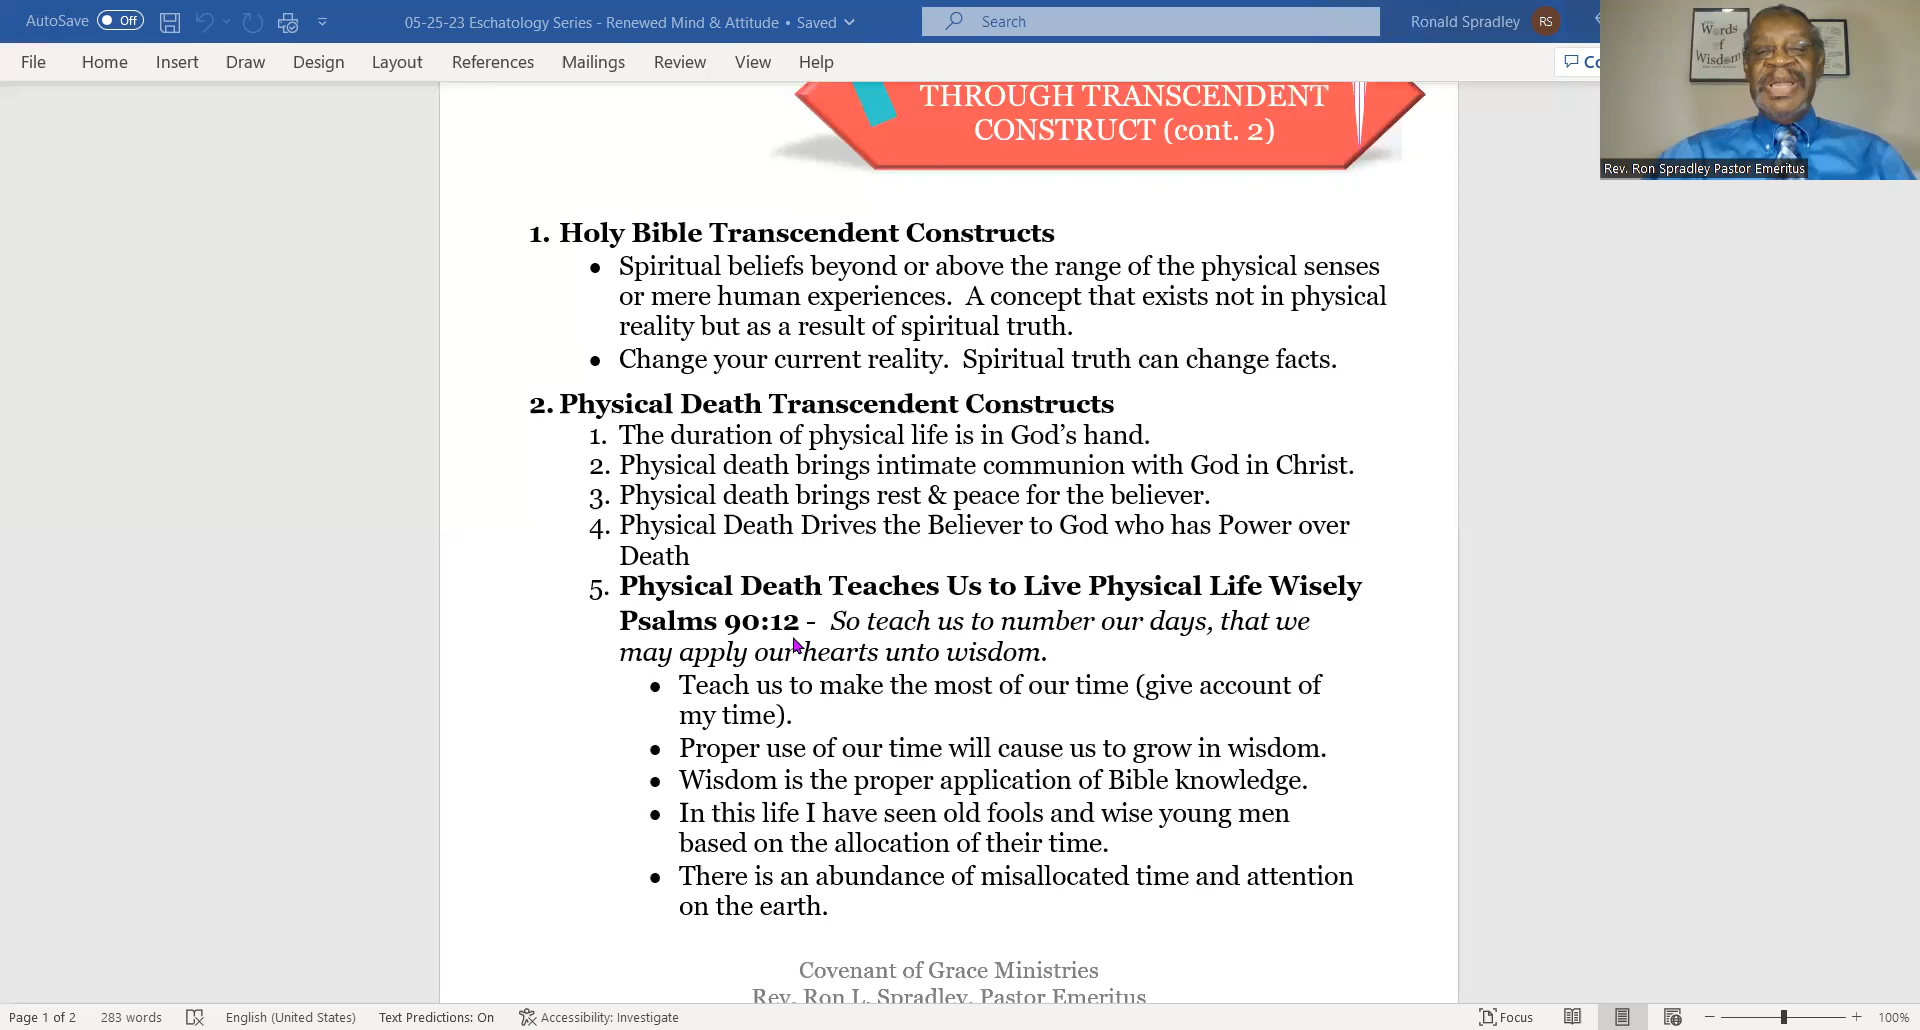 AutoSave Off 05-25-23 Eschatology Series - Renewed Mind & Attitude • Saved Search Ronald Spradley RS
File Home Insert Draw Design Layout References Mailings Review View Help
Words
of
Wisdom
Rev. Ron Spradley Pastor Emeritus
THROUGH TRANSCENDENT
CONSTRUCT (cont. 2)
1. Holy Bible Transcendent Constructs
• Spiritual beliefs beyond or above the range of the physical senses
or mere human experiences. A concept that exists not in physical
reality but as a result of spiritual truth.
• Change your current reality. Spiritual truth can change facts.
2. Physical Death Transcendent Constructs
1. The duration of physical life is in God's hand.
2. Physical death brings intimate communion with God in Christ.
3. Physical death brings rest & peace for the believer.
4. Physical Death Drives the Believer to God who has Power over
Death
5. Physical Death Teaches Us to Live Physical Life Wisely
Psalms 90:12 - So teach us to number our days, that we
may apply our hearts unto wisdom.
• Teach us to make the most of our time (give account of
my time).
• Proper use of our time will cause us to grow in wisdom.
• Wisdom is the proper application of Bible knowledge.
• In this life I have seen old fools and wise young men
based on the allocation of their time.
• There is an abundance of misallocated time and attention
on the earth.
Covenant of Grace Ministries
Rev. Ron L. Spradley, Pastor Emeritus
Page 1 of 2 283 words English (United States) Text Predictions: On Accessibility: Investigate Focus 100%